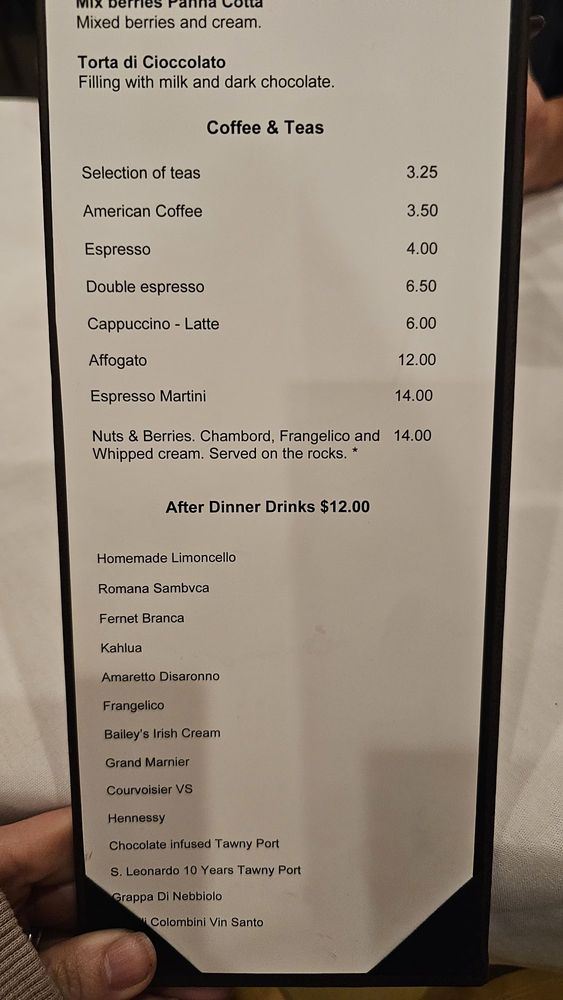 Mix berries Panna Cotta
Mixed berries and cream.
Torta di Cioccolato
Filling with milk and dark chocolate.
Coffee & Teas
Selection of teas 3.25
American Coffee 3.50
Espresso 4.00
Double espresso 6.50
Cappuccino - Latte 6.00
Affogato 12.00
Espresso Martini 14.00
Nuts & Berries. Chambord, Frangelico and 14.00
Whipped cream. Served on the rocks. *
After Dinner Drinks $12.00
Homemade Limoncello
Romana Sambvca
Fernet Branca
Kahlua
Amaretto Disaronno
Frangelico
Bailey's Irish Cream
Grand Marnier
Courvoisier VS
Hennessy
Chocolate infused Tawny Port
S. Leonardo 10 Years Tawny Port
Grappa Di Nebbiolo
Colombini Vin Santo